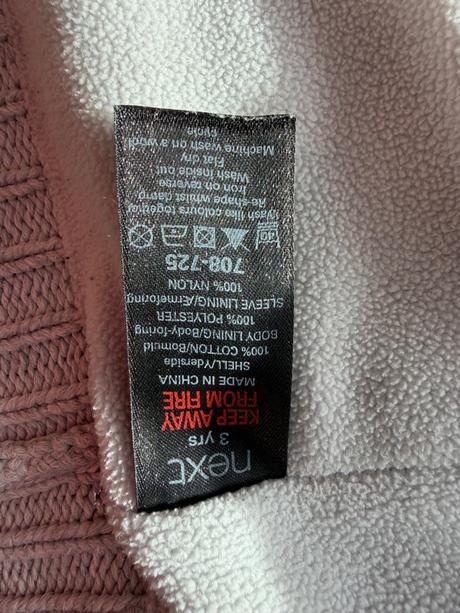 next
3 yrs
KEEP AWAY
FROM FIRE
MADE IN CHINA
SHELL/Yderside
100% COTTON/Bomuld
BODY LINING/Body-foring
100% POLYESTER
SLEEVE LINING/Ærmeforing
100% NYLON
708-725
40
Wash like colours together
Re-shape whilst damp
Iron on reverse
Wash inside out
Flat dry
Machine wash on a wool
cycle